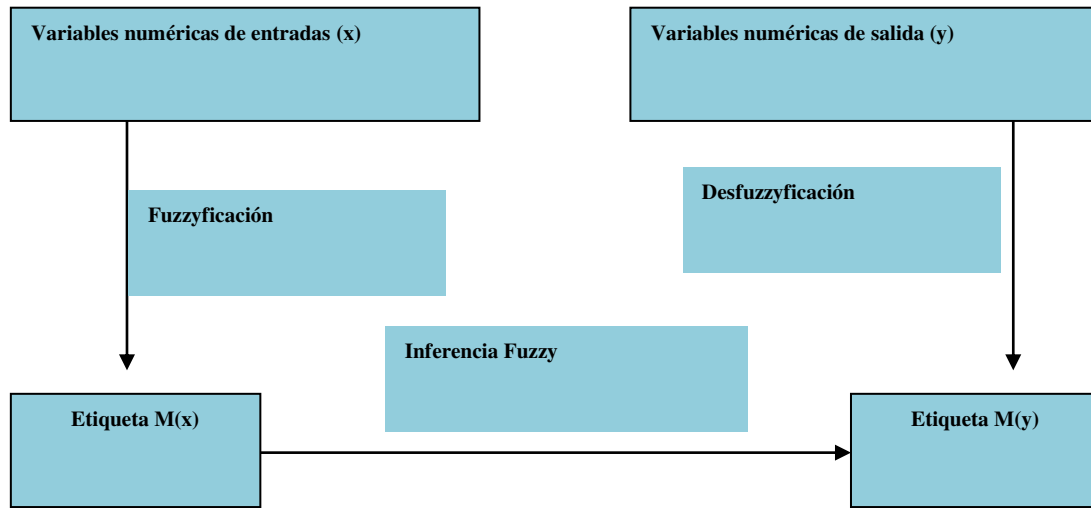 Variables numéricas de entradas (x)
Variables numéricas de salida (y)
Fuzzyficación
Desfuzzyficación
Inferencia Fuzzy
Etiqueta M(x)
Etiqueta M(y)